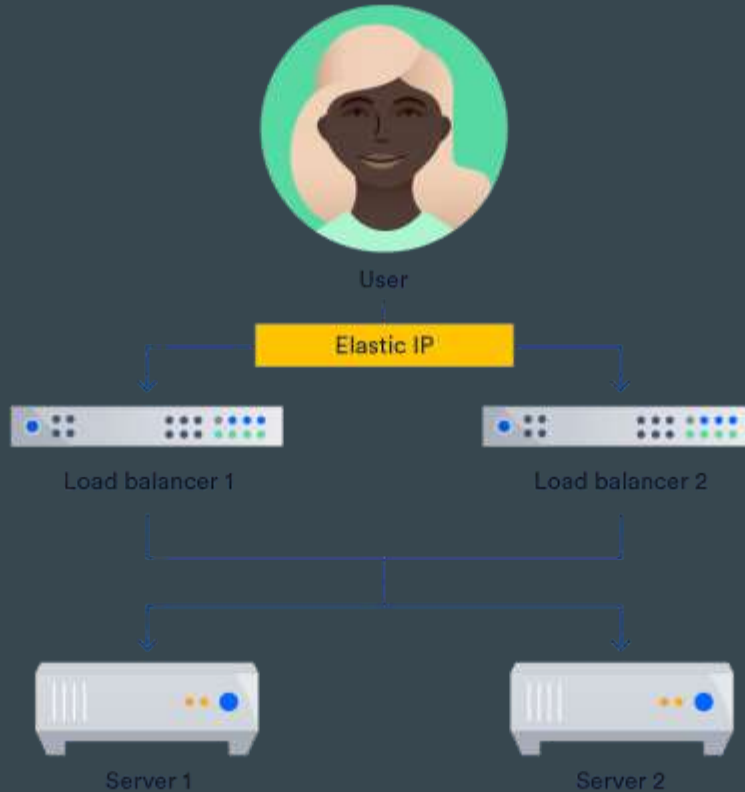 User
Elastic IP
Load balancer 1
Load balancer 2
Server 1
Server 2